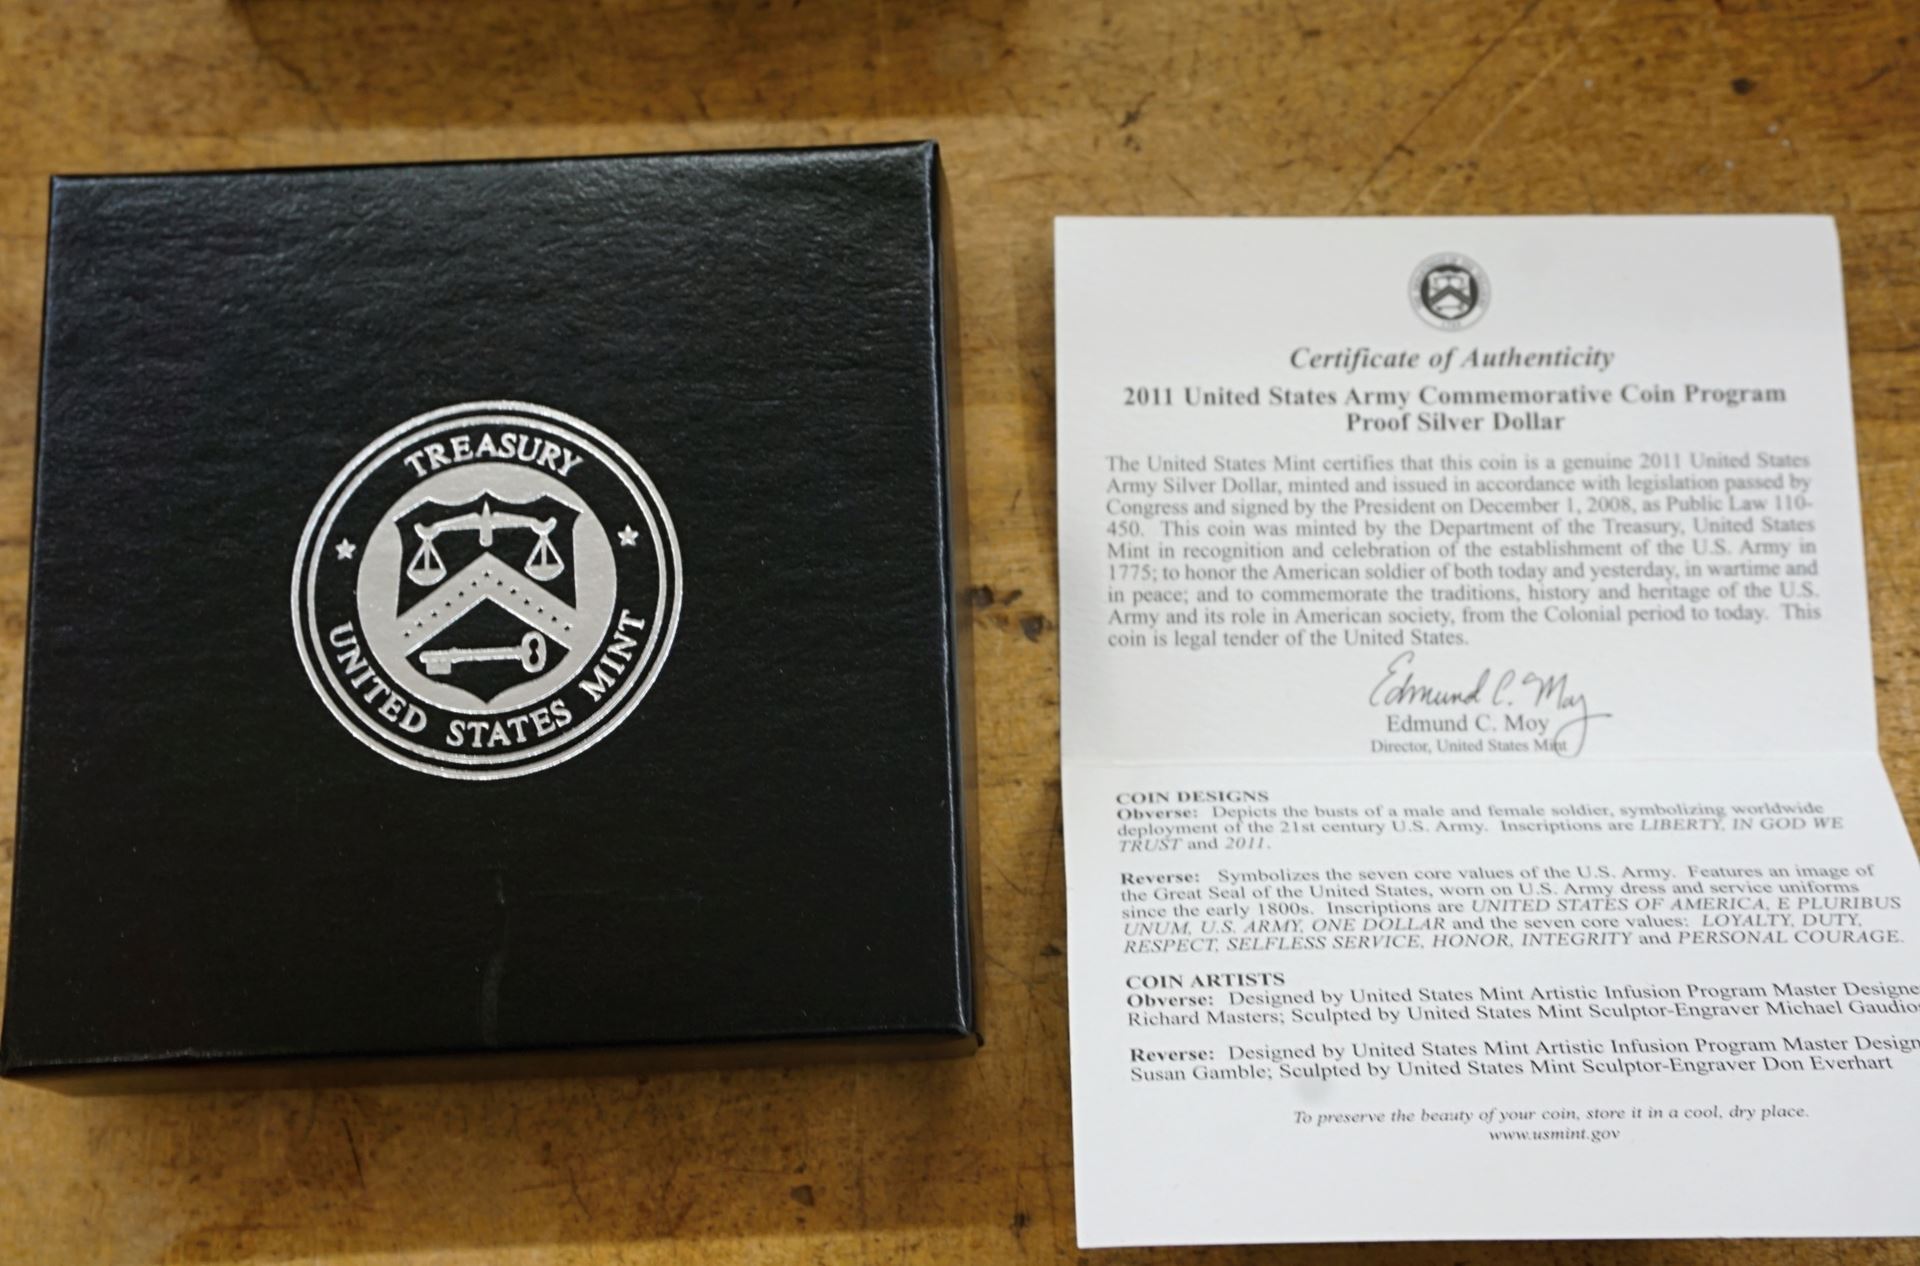 TREASURY
UNITED STATES MINT
Certificate of Authenticity
2011 United States Army Commemorative Coin Program
Proof Silver Dollar
The United States Mint certifies that this coin is a genuine 2011 United States
Army Silver Dollar, minted and issued in accordance with legislation passed by
Congress and signed by the President on December 1, 2008, as Public Law 110-
450. This coin was minted by the Department of the Treasury, United States
Mint in recognition and celebration of the establishment of the U.S. Army in
1775; to honor the American soldier of both today and yesterday, in wartime and
in peace; and to commemorate the traditions, history and heritage of the U.S.
Army and its role in American society, from the Colonial period to today. This
coin is legal tender of the United States.
Edmund C. Moy
Edmund C. Moy
Director, United States Mint
COIN DESIGNS
Obverse: Depicts the busts of a male and female soldier, symbolizing worldwide
deployment of the 21st century U.S. Army. Inscriptions are LIBERTY, IN GOD WE
TRUST and 2011.
Reverse: Symbolizes the seven core values of the U.S. Army. Features an image of
the Great Seal of the United States, worn on U.S. Army dress and service uniforms
since the early 1800s. Inscriptions are UNITED STATES OF AMERICA, E PLURIBUS
UNUM, U.S. ARMY, ONE DOLLAR and the seven core values: LOYALTY, DUTY,
RESPECT, SELFLESS SERVICE, HONOR, INTEGRITY and PERSONAL COURAGE.
COIN ARTISTS
Obverse: Designed by United States Mint Artistic Infusion Program Master Designe
Richard Masters; Sculpted by United States Mint Sculptor-Engraver Michael Gaudio
Reverse: Designed by United States Mint Artistic Infusion Program Master Design
Susan Gamble; Sculpted by United States Mint Sculptor-Engraver Don Everhart
To preserve the beauty of your coin, store it in a cool, dry place.
www.usmint.gov